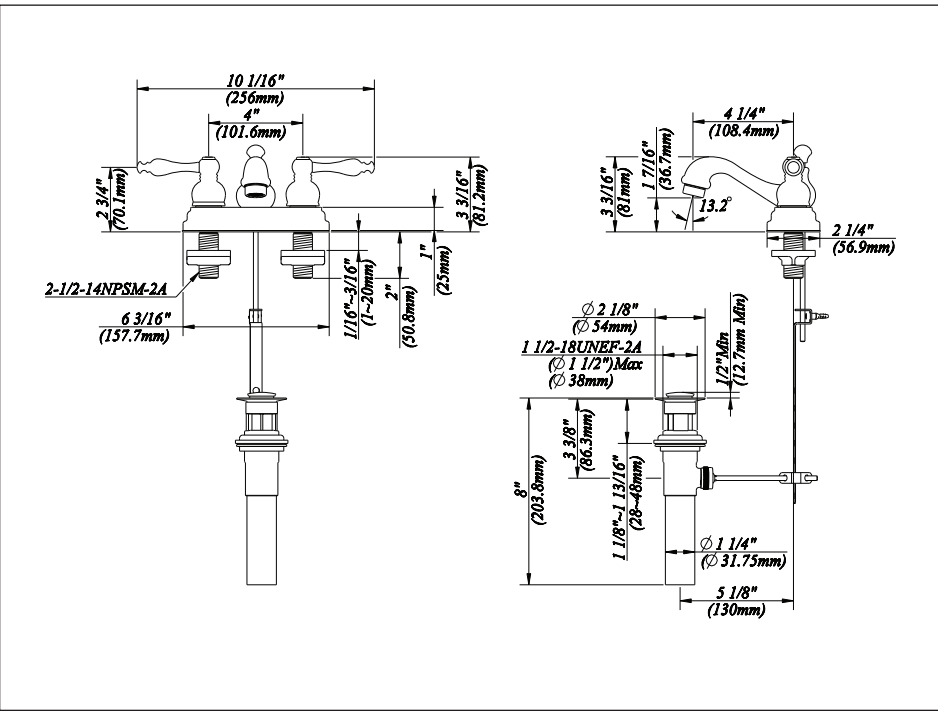 10 1/16"
(256mm)
4"
(101.6mm)
2 3/4"
(70.1mm)
3 3/16"
(81.2mm)
1"
(25mm)
1/16"~3/16"
(1~20mm)
2"
(50.8mm)
2-1/2-14NPSM-2A
6 3/16"
(157.7mm)
4 1/4"
(108.4mm)
1 7/16"
(36.7mm)
3 3/16"
(81mm)
13.2°
2 1/4"
(56.9mm)
∅ 2 1/8"
(∅ 54mm)
1 1/2-18UNEF-2A
(∅ 1 1/2")Max
(∅ 38mm)
1/2"Min
(12.7mm Min)
3 3/8"
(86.3mm)
8"
(203.8mm)
1 1/8"~1 13/16"
(28~48mm)
∅ 1 1/4"
(∅ 31.75mm)
5 1/8"
(130mm)